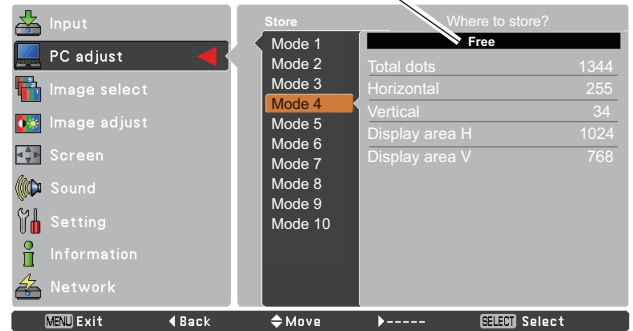 Input
PC adjust
Image select
Image adjust
Screen
Sound
Setting
Information
Network
Store
Mode 1
Mode 2
Mode 3
Mode 4
Mode 5
Mode 6
Mode 7
Mode 8
Mode 9
Mode 10
Where to store?
Free
Total dots 1344
Horizontal 255
Vertical 34
Display area H 1024
Display area V 768
MENU Exit Back Move ----- SELECT Select